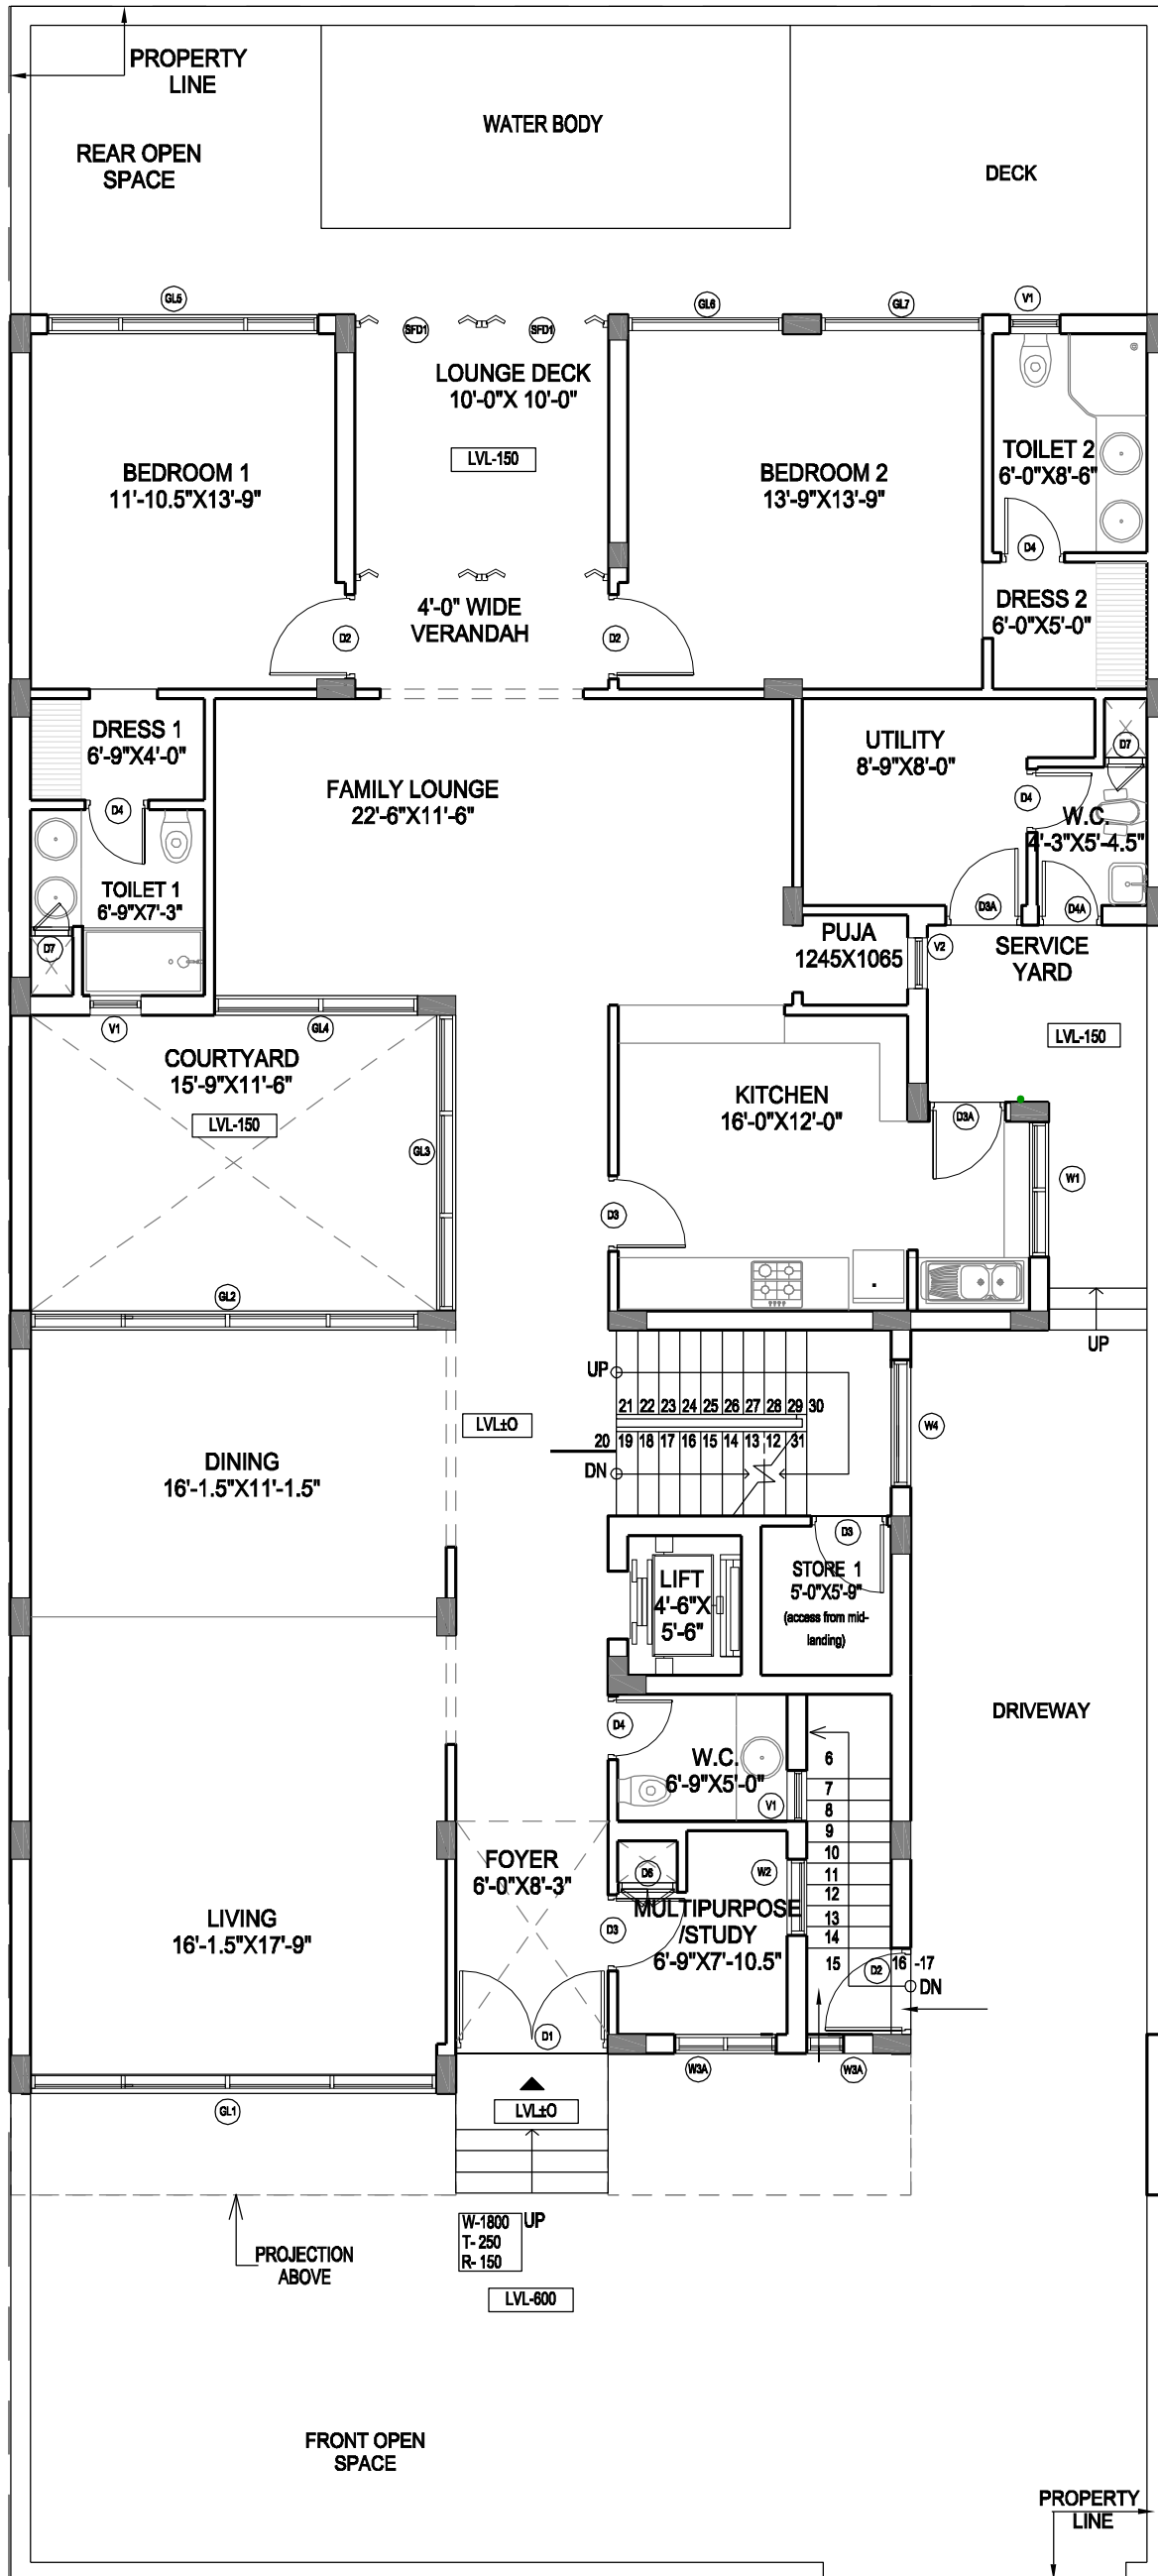 PROPERTY
LINE
WATER BODY
REAR OPEN
SPACE
DECK
GL5
GL6
GL7
V1
SFD1
SFD1
LOUNGE DECK
10'-0"X 10'-0"
LVL-150
BEDROOM 1
11'-10.5"X13'-9"
BEDROOM 2
13'-9"X13'-9"
TOILET 2
6'-0"X8'-6"
D4
DRESS 2
6'-0"X5'-0"
4'-0" WIDE
VERANDAH
D2
D2
DRESS 1
6'-9"X4'-0"
UTILITY
8'-9"X8'-0"
D7
FAMILY LOUNGE
22'-6"X11'-6"
D4
D4
W.C.
4'-3"X5'-4.5"
TOILET 1
6'-9"X7'-3"
D3A
D4A
D7
PUJA
1245X1065
V2
SERVICE
YARD
V1
GL4
LVL-150
COURTYARD
15'-9"X11'-6"
LVL-150
KITCHEN
16'-0"X12'-0"
D3A
GL3
W1
D3
GL2
UP
UP
21 22 23 24 25 26 27 28 29 30
LVL±O
W4
20 19 18 17 16 15 14 13 12 31
DN
DINING
16'-1.5"X11'-1.5"
D3
LIFT
4'-6"X
5'-6"
STORE 1
5'-0"X5'-9"
(access from mid-
landing)
DRIVEWAY
D4
W.C.
6'-9"X5'-0"
V1
6
7
8
9
10
11
12
13
14
15
16
-17
FOYER
6'-0"X8'-3"
D6
W2
LIVING
16'-1.5"X17'-9"
D3
MULTIPURPOSE
/STUDY
6'-9"X7'-10.5"
D2
DN
D1
W3A
W3A
GL1
LVL±O
W-1800
T- 250
R- 150
UP
PROJECTION
ABOVE
LVL-600
FRONT OPEN
SPACE
PROPERTY
LINE